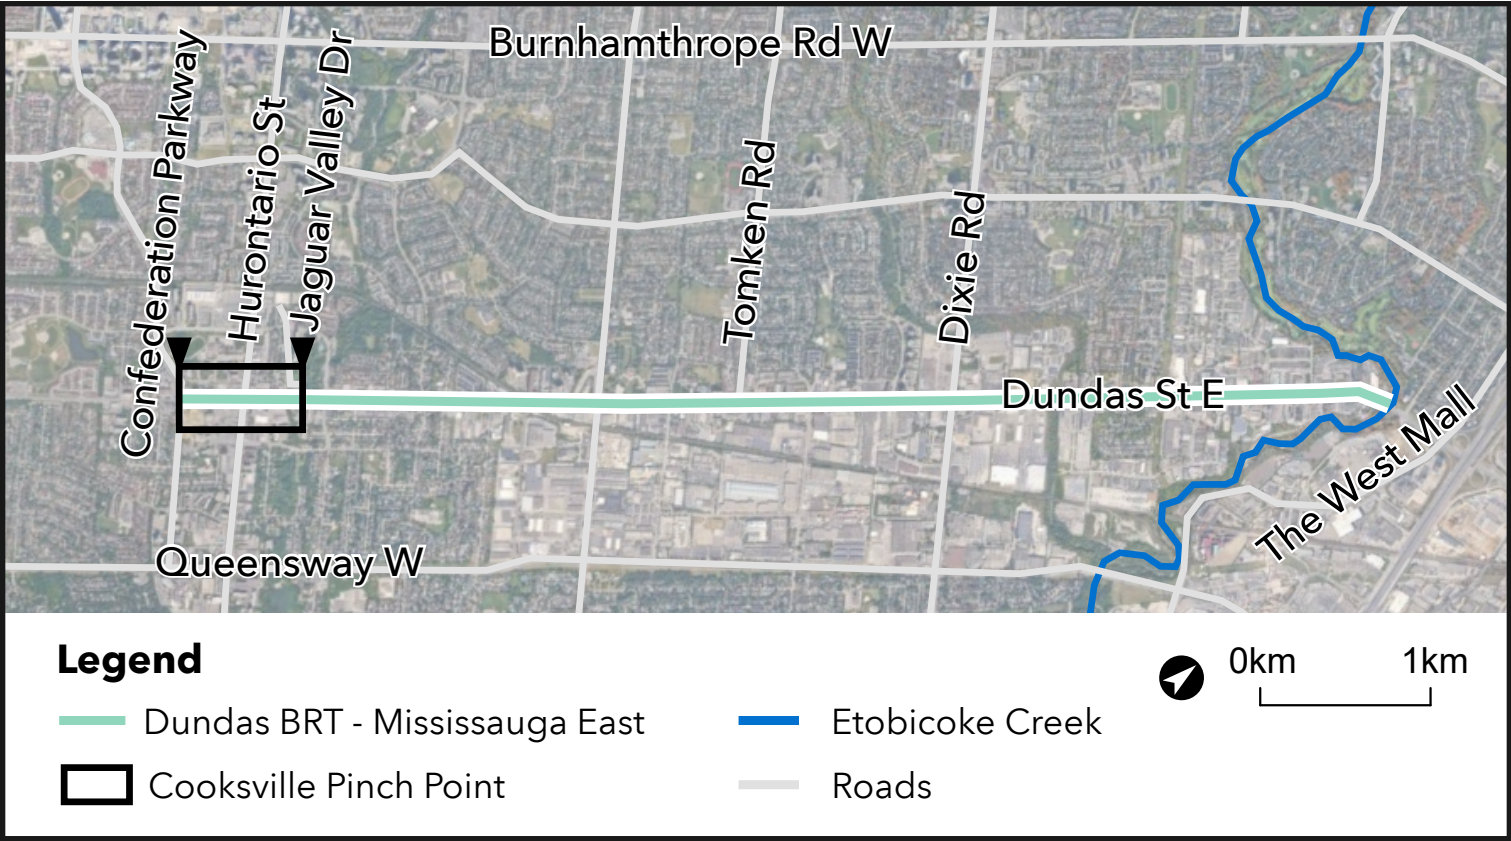 Burnhamthrope Rd W
Confederation Parkway
Hurontario St
Jaguar Valley Dr
Tomken Rd
Dixie Rd
Dundas St E
The West Mall
Queensway W
Legend
0km 1km
Dundas BRT - Mississauga East
Etobicoke Creek
Cooksville Pinch Point
Roads